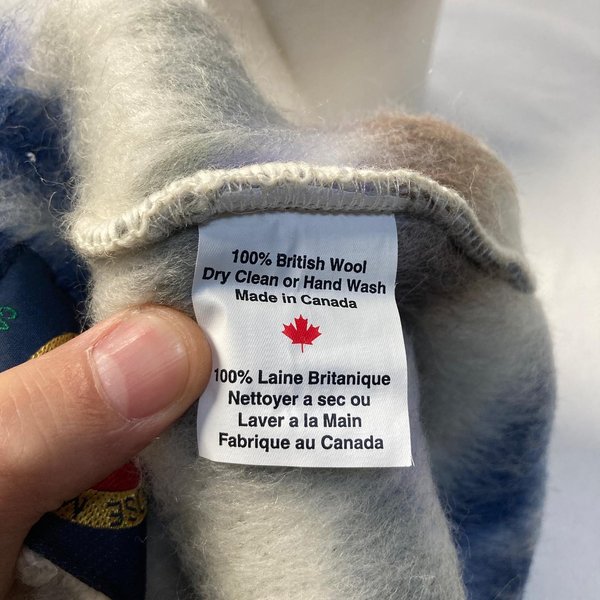 100% British Wool
Dry Clean or Hand Wash
Made in Canada
100% Laine Britanique
Nettoyer a sec ou
Laver a la Main
Fabrique au Canada